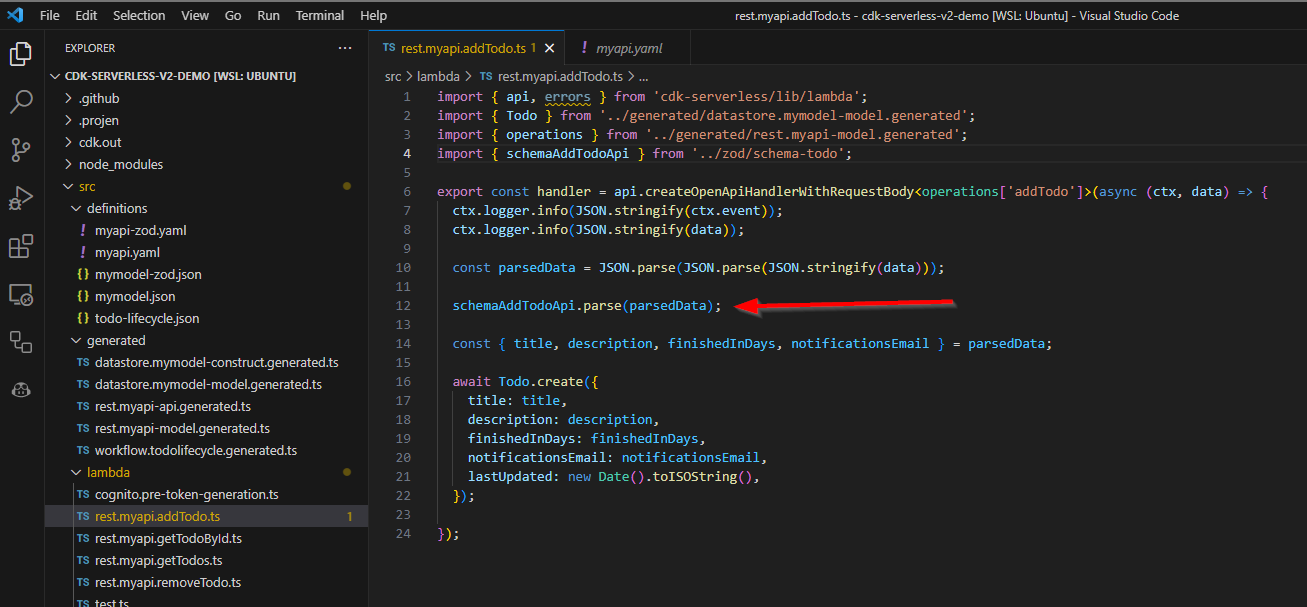 File Edit Selection View Go Run Terminal Help
rest.myapi.addTodo.ts - cdk-serverless-v2-demo [WSL: Ubuntu] - Visual Studio Code
EXPLORER ...
CDK-SERVERLESS-V2-DEMO [WSL: UBUNTU]
.github
.projen
cdk.out
node_modules
src
definitions
! myapi-zod.yaml
! myapi.yaml
{} mymodel-zod.json
{} mymodel.json
{} todo-lifecycle.json
generated
TS datastore.mymodel-construct.generated.ts
TS datastore.mymodel-model.generated.ts
TS rest.myapi-api.generated.ts
TS rest.myapi-model.generated.ts
TS workflow.todolifecycle.generated.ts
lambda
TS cognito.pre-token-generation.ts
TS rest.myapi.addTodo.ts 1
TS rest.myapi.getTodoById.ts
TS rest.myapi.getTodos.ts
TS rest.myapi.removeTodo.ts
TS test.ts
TS rest.myapi.addTodo.ts 1 ×
! myapi.yaml
src > lambda > TS rest.myapi.addTodo.ts > ...
1 import { api, errors } from 'cdk-serverless/lib/lambda';
2 import { Todo } from '../generated/datastore.mymodel-model.generated';
3 import { operations } from '../generated/rest.myapi-model.generated';
4 import { schemaAddTodoApi } from '../zod/schema-todo';
5
6 export const handler = api.createOpenApiHandlerWithRequestBody<operations['addTodo']>(async (ctx, data) => {
7 ctx.logger.info(JSON.stringify(ctx.event));
8 ctx.logger.info(JSON.stringify(data));
9
10 const parsedData = JSON.parse(JSON.parse(JSON.stringify(data)));
11
12 schemaAddTodoApi.parse(parsedData);
13
14 const { title, description, finishedInDays, notificationsEmail } = parsedData;
15
16 await Todo.create({
17 title: title,
18 description: description,
19 finishedInDays: finishedInDays,
20 notificationsEmail: notificationsEmail,
21 lastUpdated: new Date().toISOString(),
22 });
23
24 });